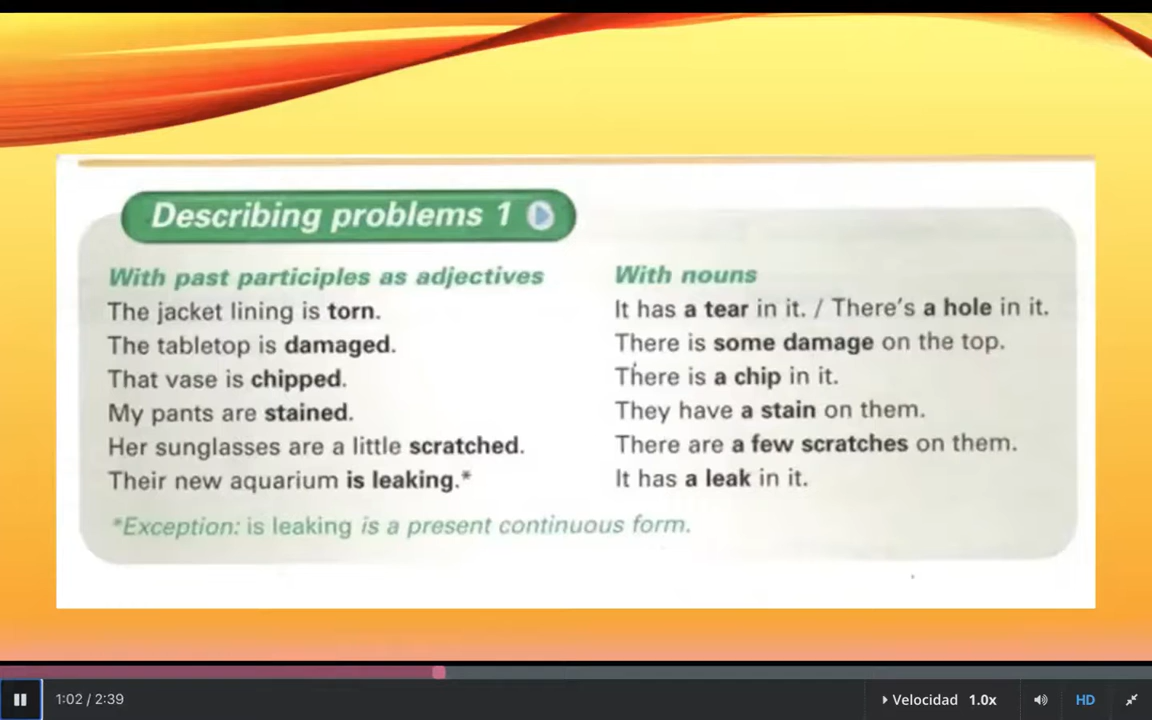 Describing problems 1
With past participles as adjectives
The jacket lining is torn.
The tabletop is damaged.
That vase is chipped.
My pants are stained.
Her sunglasses are a little scratched.
Their new aquarium is leaking.*
With nouns
It has a tear in it. / There's a hole in it.
There is some damage on the top.
There is a chip in it.
They have a stain on them.
There are a few scratches on them.
It has a leak in it.
*Exception: is leaking is a present continuous form.
1:02 / 2:39
Velocidad 1.0x
HD